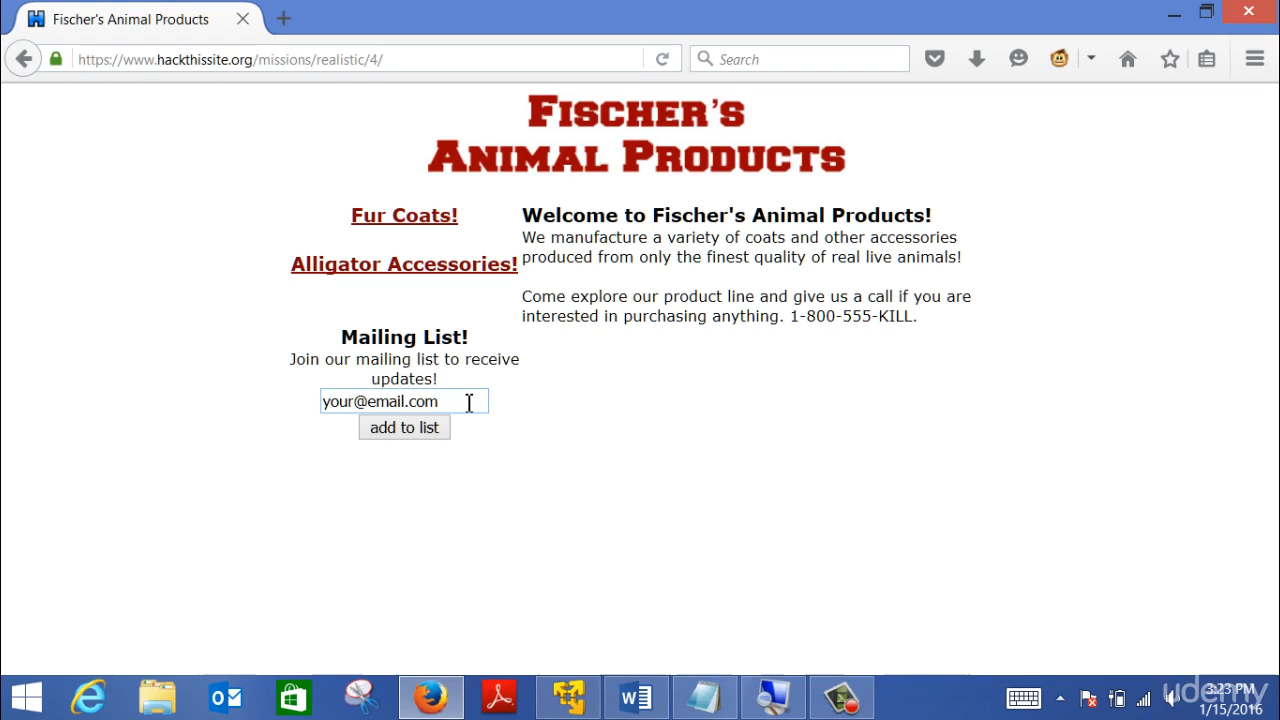 Fischer's Animal Products
https://www.hackthissite.org/missions/realistic/4/
Search
FISCHER'S
ANIMAL PRODUCTS
Fur Coats!
Alligator Accessories!
Mailing List!
Join our mailing list to receive
updates!
your@email.com
add to list
Welcome to Fischer's Animal Products!
We manufacture a variety of coats and other accessories
produced from only the finest quality of real live animals!
Come explore our product line and give us a call if you are
interested in purchasing anything. 1-800-555-KILL.
3:23 PM
1/15/2016
udemy